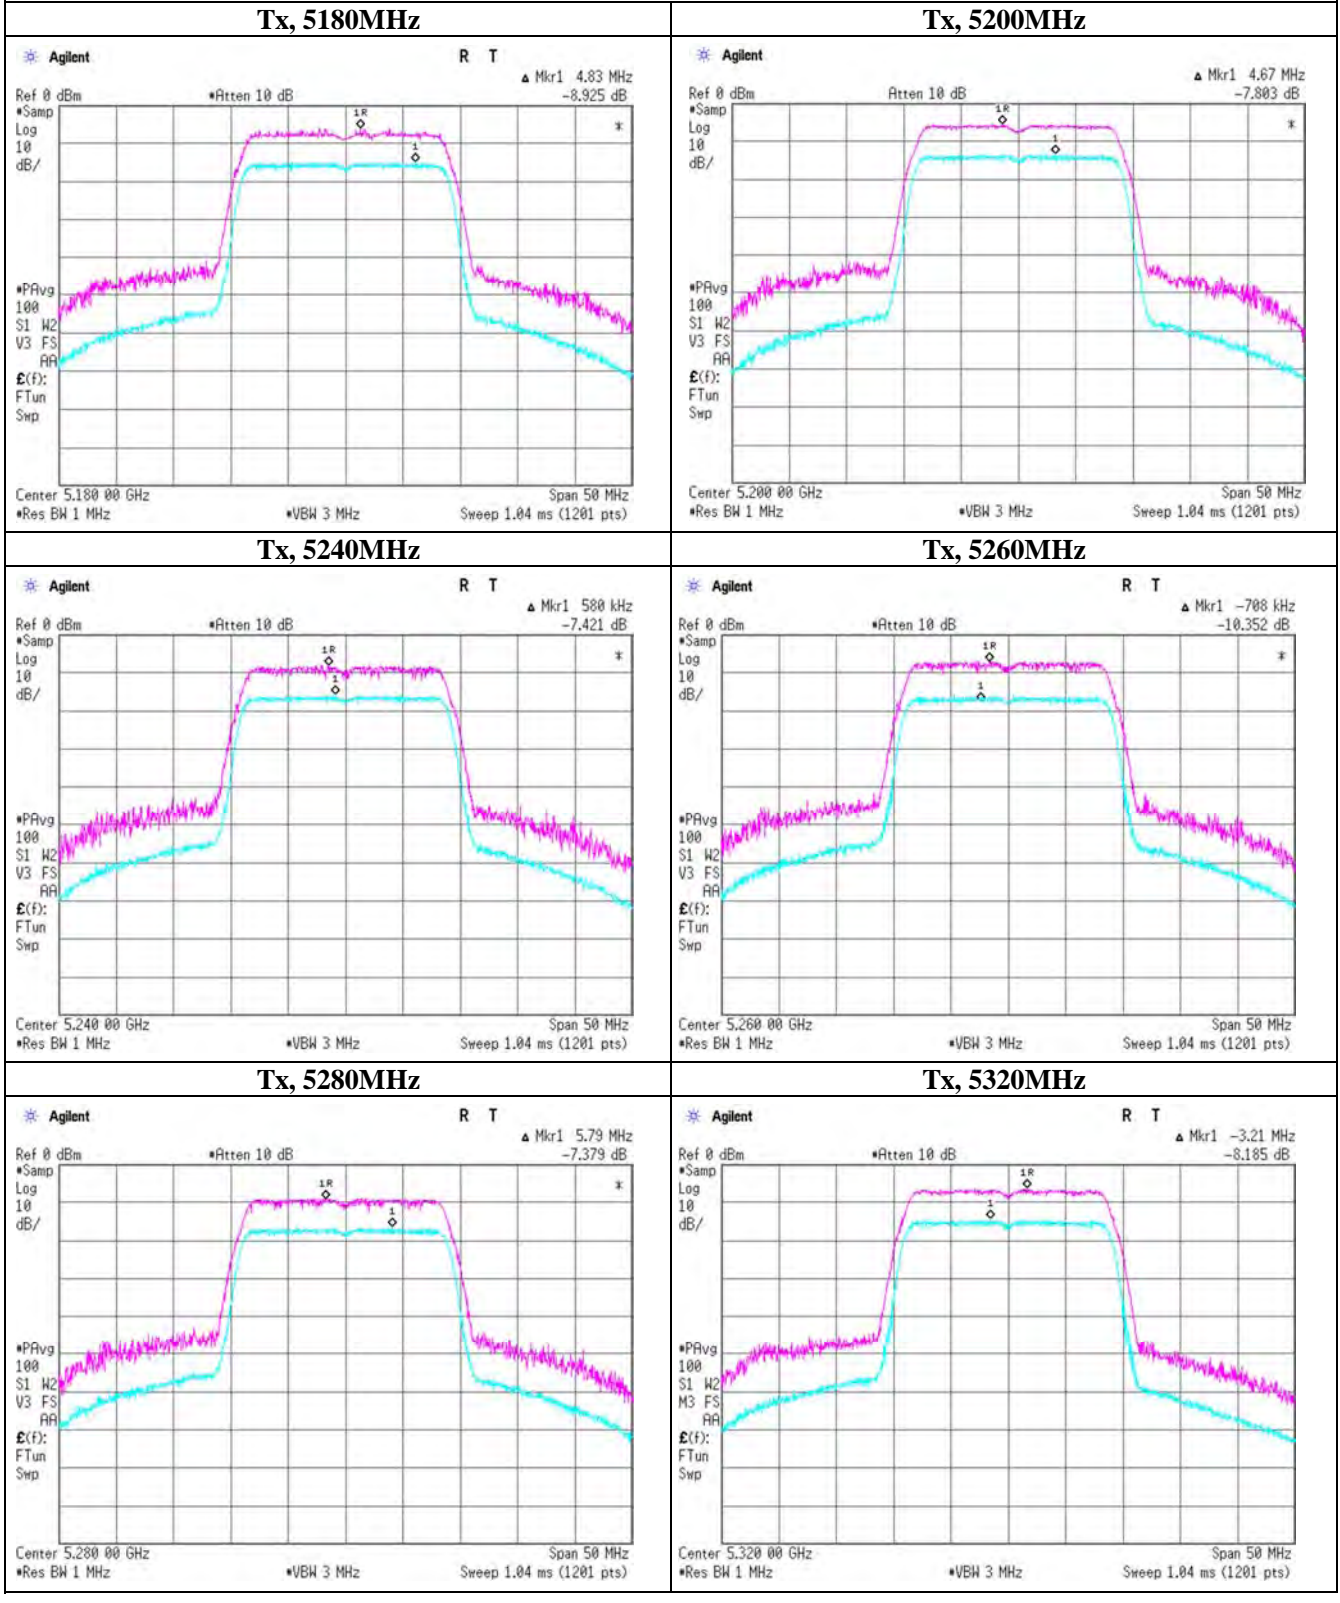 Tx, 5180MHz
Tx, 5200MHz
Agilent R T
Δ Mkr1 4.83 MHz
Ref 0 dBm *Atten 10 dB -8.925 dB
*Samp
Log
10
dB/
1R
1
*
*PAvg
100
S1 W2
V3 FS
AA
£(f):
FTun
Swp
Center 5.180 00 GHz Span 50 MHz
*Res BW 1 MHz *VBW 3 MHz Sweep 1.04 ms (1201 pts)
Agilent
Δ Mkr1 4.67 MHz
Ref 0 dBm Atten 10 dB -7.803 dB
*Samp
Log
10
dB/
1R
1
*
*PAvg
100
S1 W2
V3 FS
AA
£(f):
FTun
Swp
Center 5.200 00 GHz Span 50 MHz
*Res BW 1 MHz *VBW 3 MHz Sweep 1.04 ms (1201 pts)
Tx, 5240MHz
Tx, 5260MHz
Agilent R T
Δ Mkr1 580 kHz
Ref 0 dBm *Atten 10 dB -7.421 dB
*Samp
Log
10
dB/
1R
1
*
*PAvg
100
S1 W2
V3 FS
AA
£(f):
FTun
Swp
Center 5.240 00 GHz Span 50 MHz
*Res BW 1 MHz *VBW 3 MHz Sweep 1.04 ms (1201 pts)
Agilent R T
Δ Mkr1 -708 kHz
Ref 0 dBm *Atten 10 dB -10.352 dB
*Samp
Log
10
dB/
1R
1
*
*PAvg
100
S1 W2
V3 FS
AA
£(f):
FTun
Swp
Center 5.260 00 GHz Span 50 MHz
*Res BW 1 MHz *VBW 3 MHz Sweep 1.04 ms (1201 pts)
Tx, 5280MHz
Tx, 5320MHz
Agilent R T
Δ Mkr1 5.79 MHz
Ref 0 dBm *Atten 10 dB -7.379 dB
*Samp
Log
10
dB/
1R
1
*
*PAvg
100
S1 W2
V3 FS
AA
£(f):
FTun
Swp
Center 5.280 00 GHz Span 50 MHz
*Res BW 1 MHz *VBW 3 MHz Sweep 1.04 ms (1201 pts)
Agilent R T
Δ Mkr1 -3.21 MHz
Ref 0 dBm *Atten 10 dB -8.185 dB
*Samp
Log
10
dB/
1R
1
*PAvg
100
S1 W2
M3 FS
AA
£(f):
FTun
Swp
Center 5.320 00 GHz Span 50 MHz
*Res BW 1 MHz *VBW 3 MHz Sweep 1.04 ms (1201 pts)